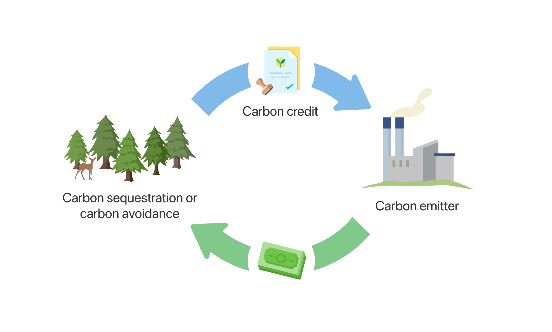 Carbon credit
Carbon sequestration or
carbon avoidance
Carbon emitter